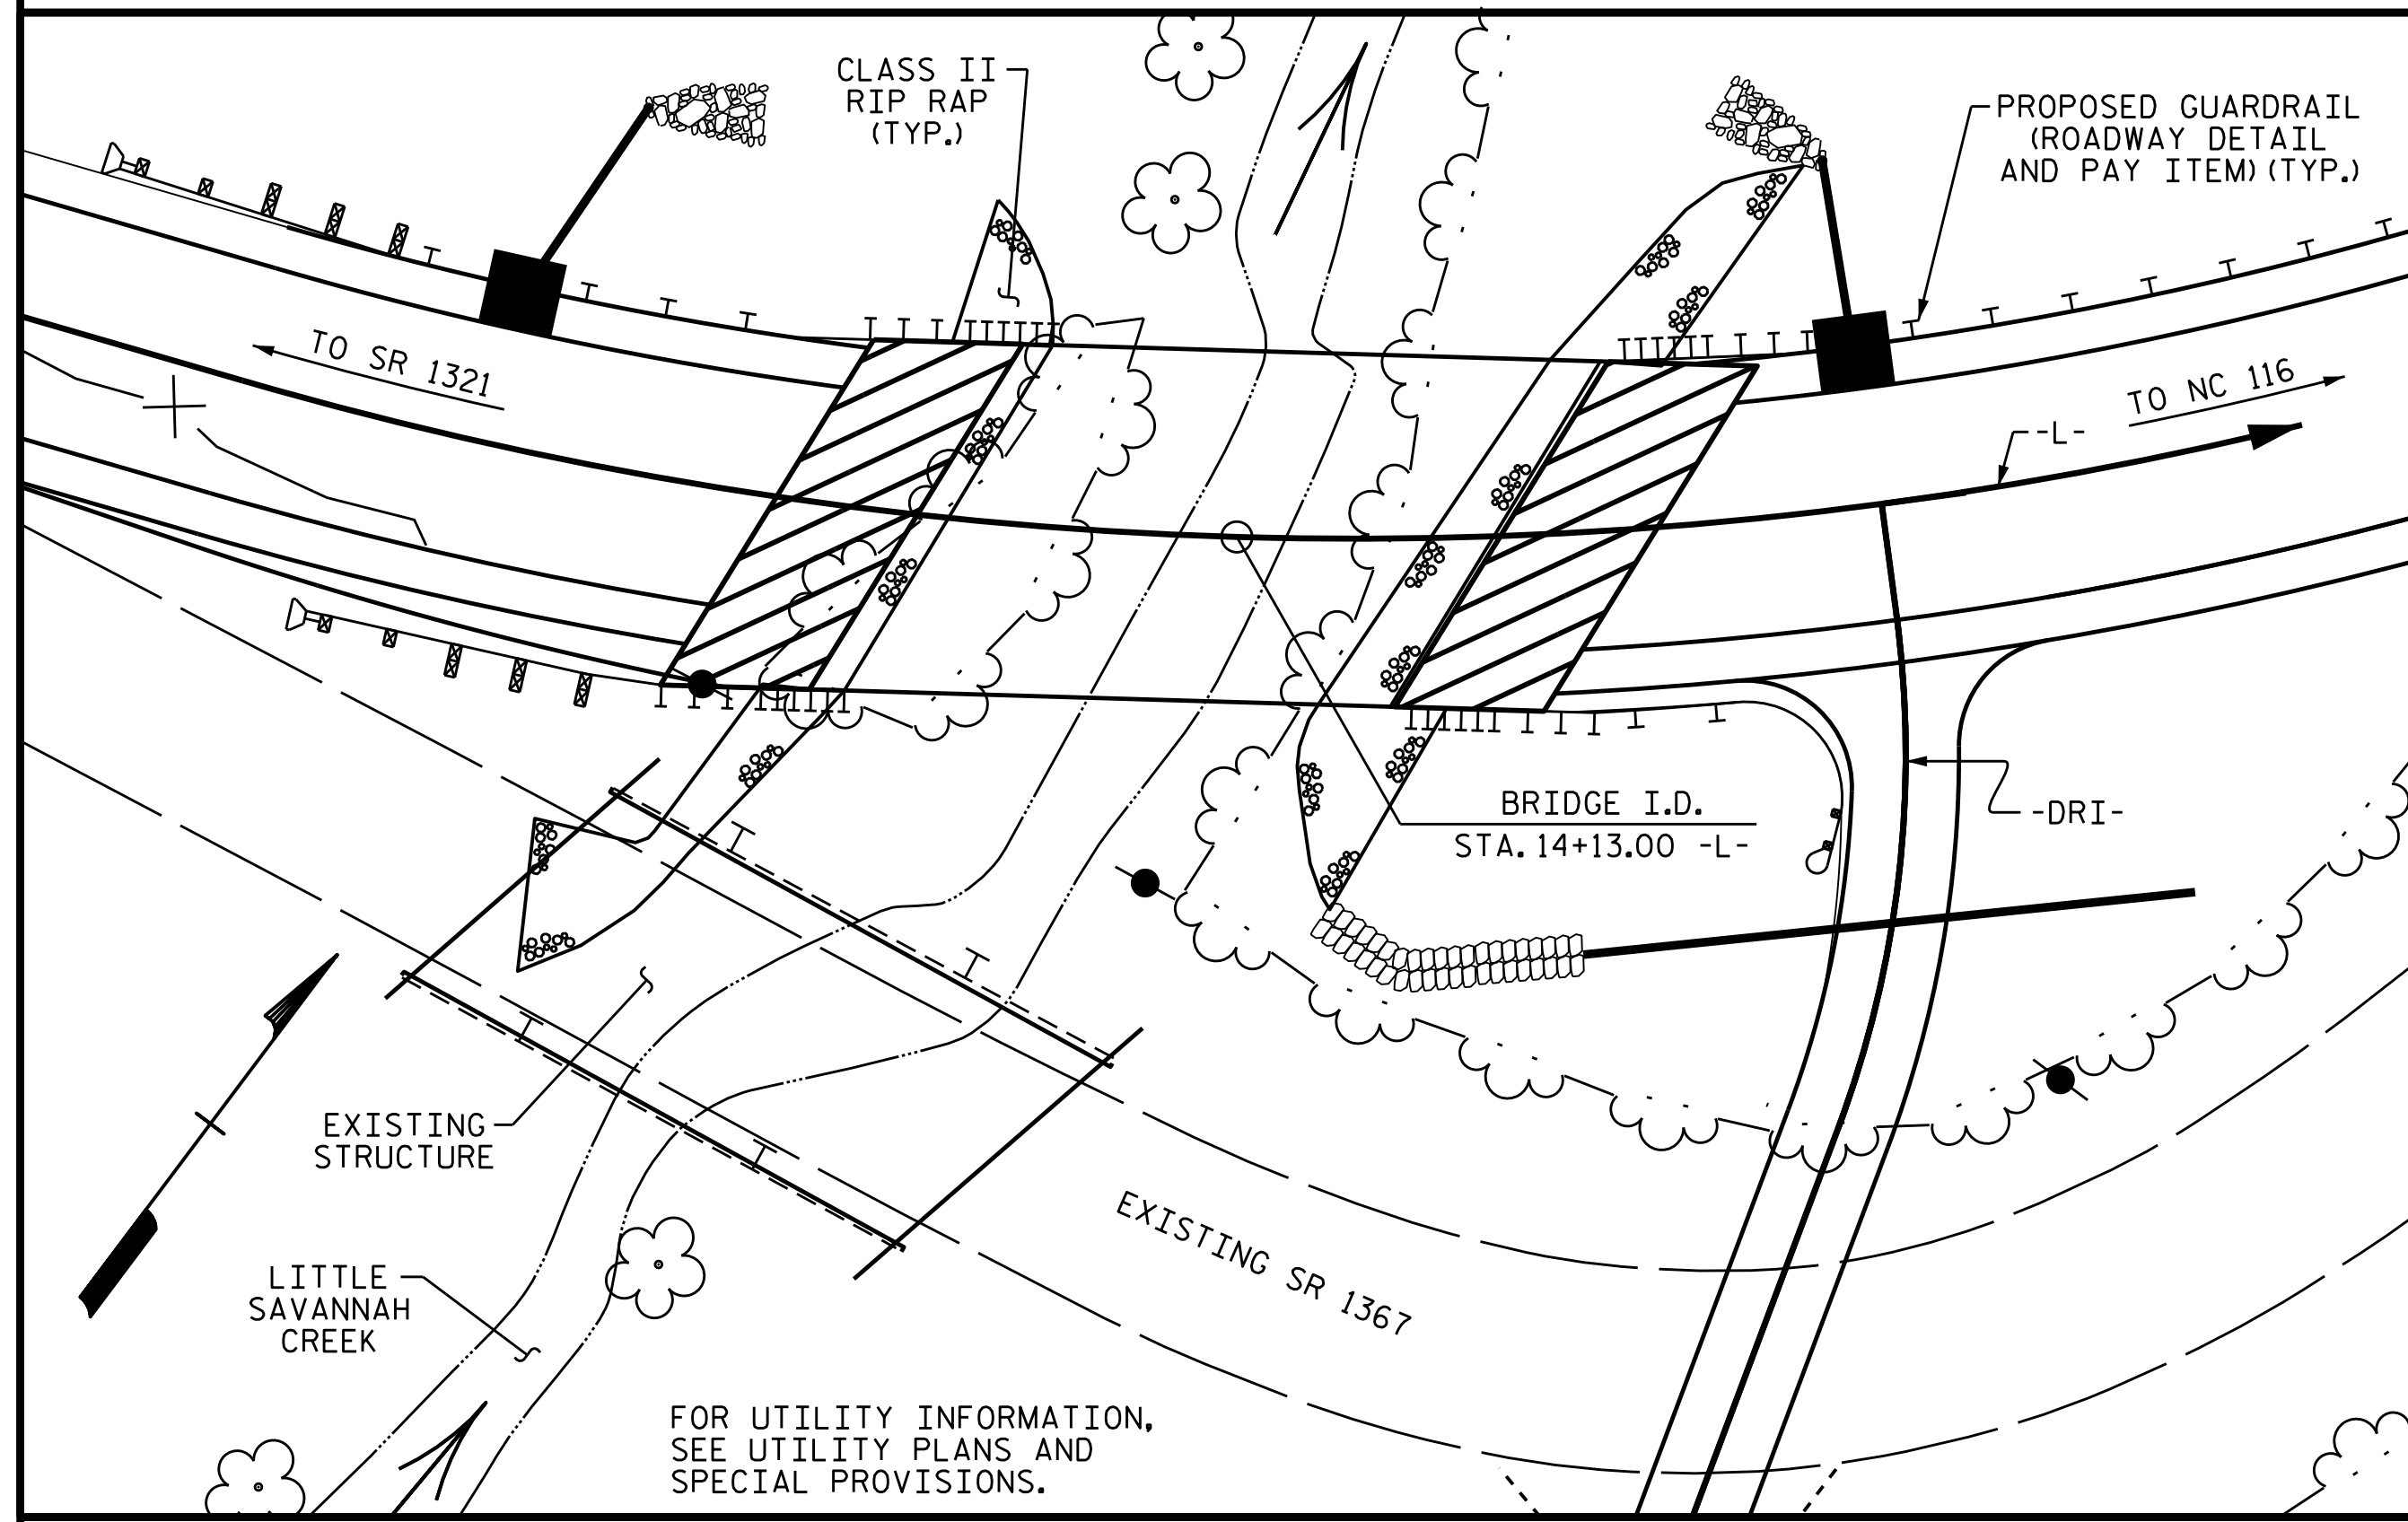 CLASS II
RIP RAP
(TYP.)
PROPOSED GUARDRAIL
(ROADWAY DETAIL
AND PAY ITEM) (TYP.)
TO SR 1321
TO NC 116
-L-
BRIDGE I.D.
STA. 14+13.00 -L-
-DRI-
EXISTING
STRUCTURE
EXISTING SR 1367
LITTLE
SAVANNAH
CREEK
FOR UTILITY INFORMATION,
SEE UTILITY PLANS AND
SPECIAL PROVISIONS.